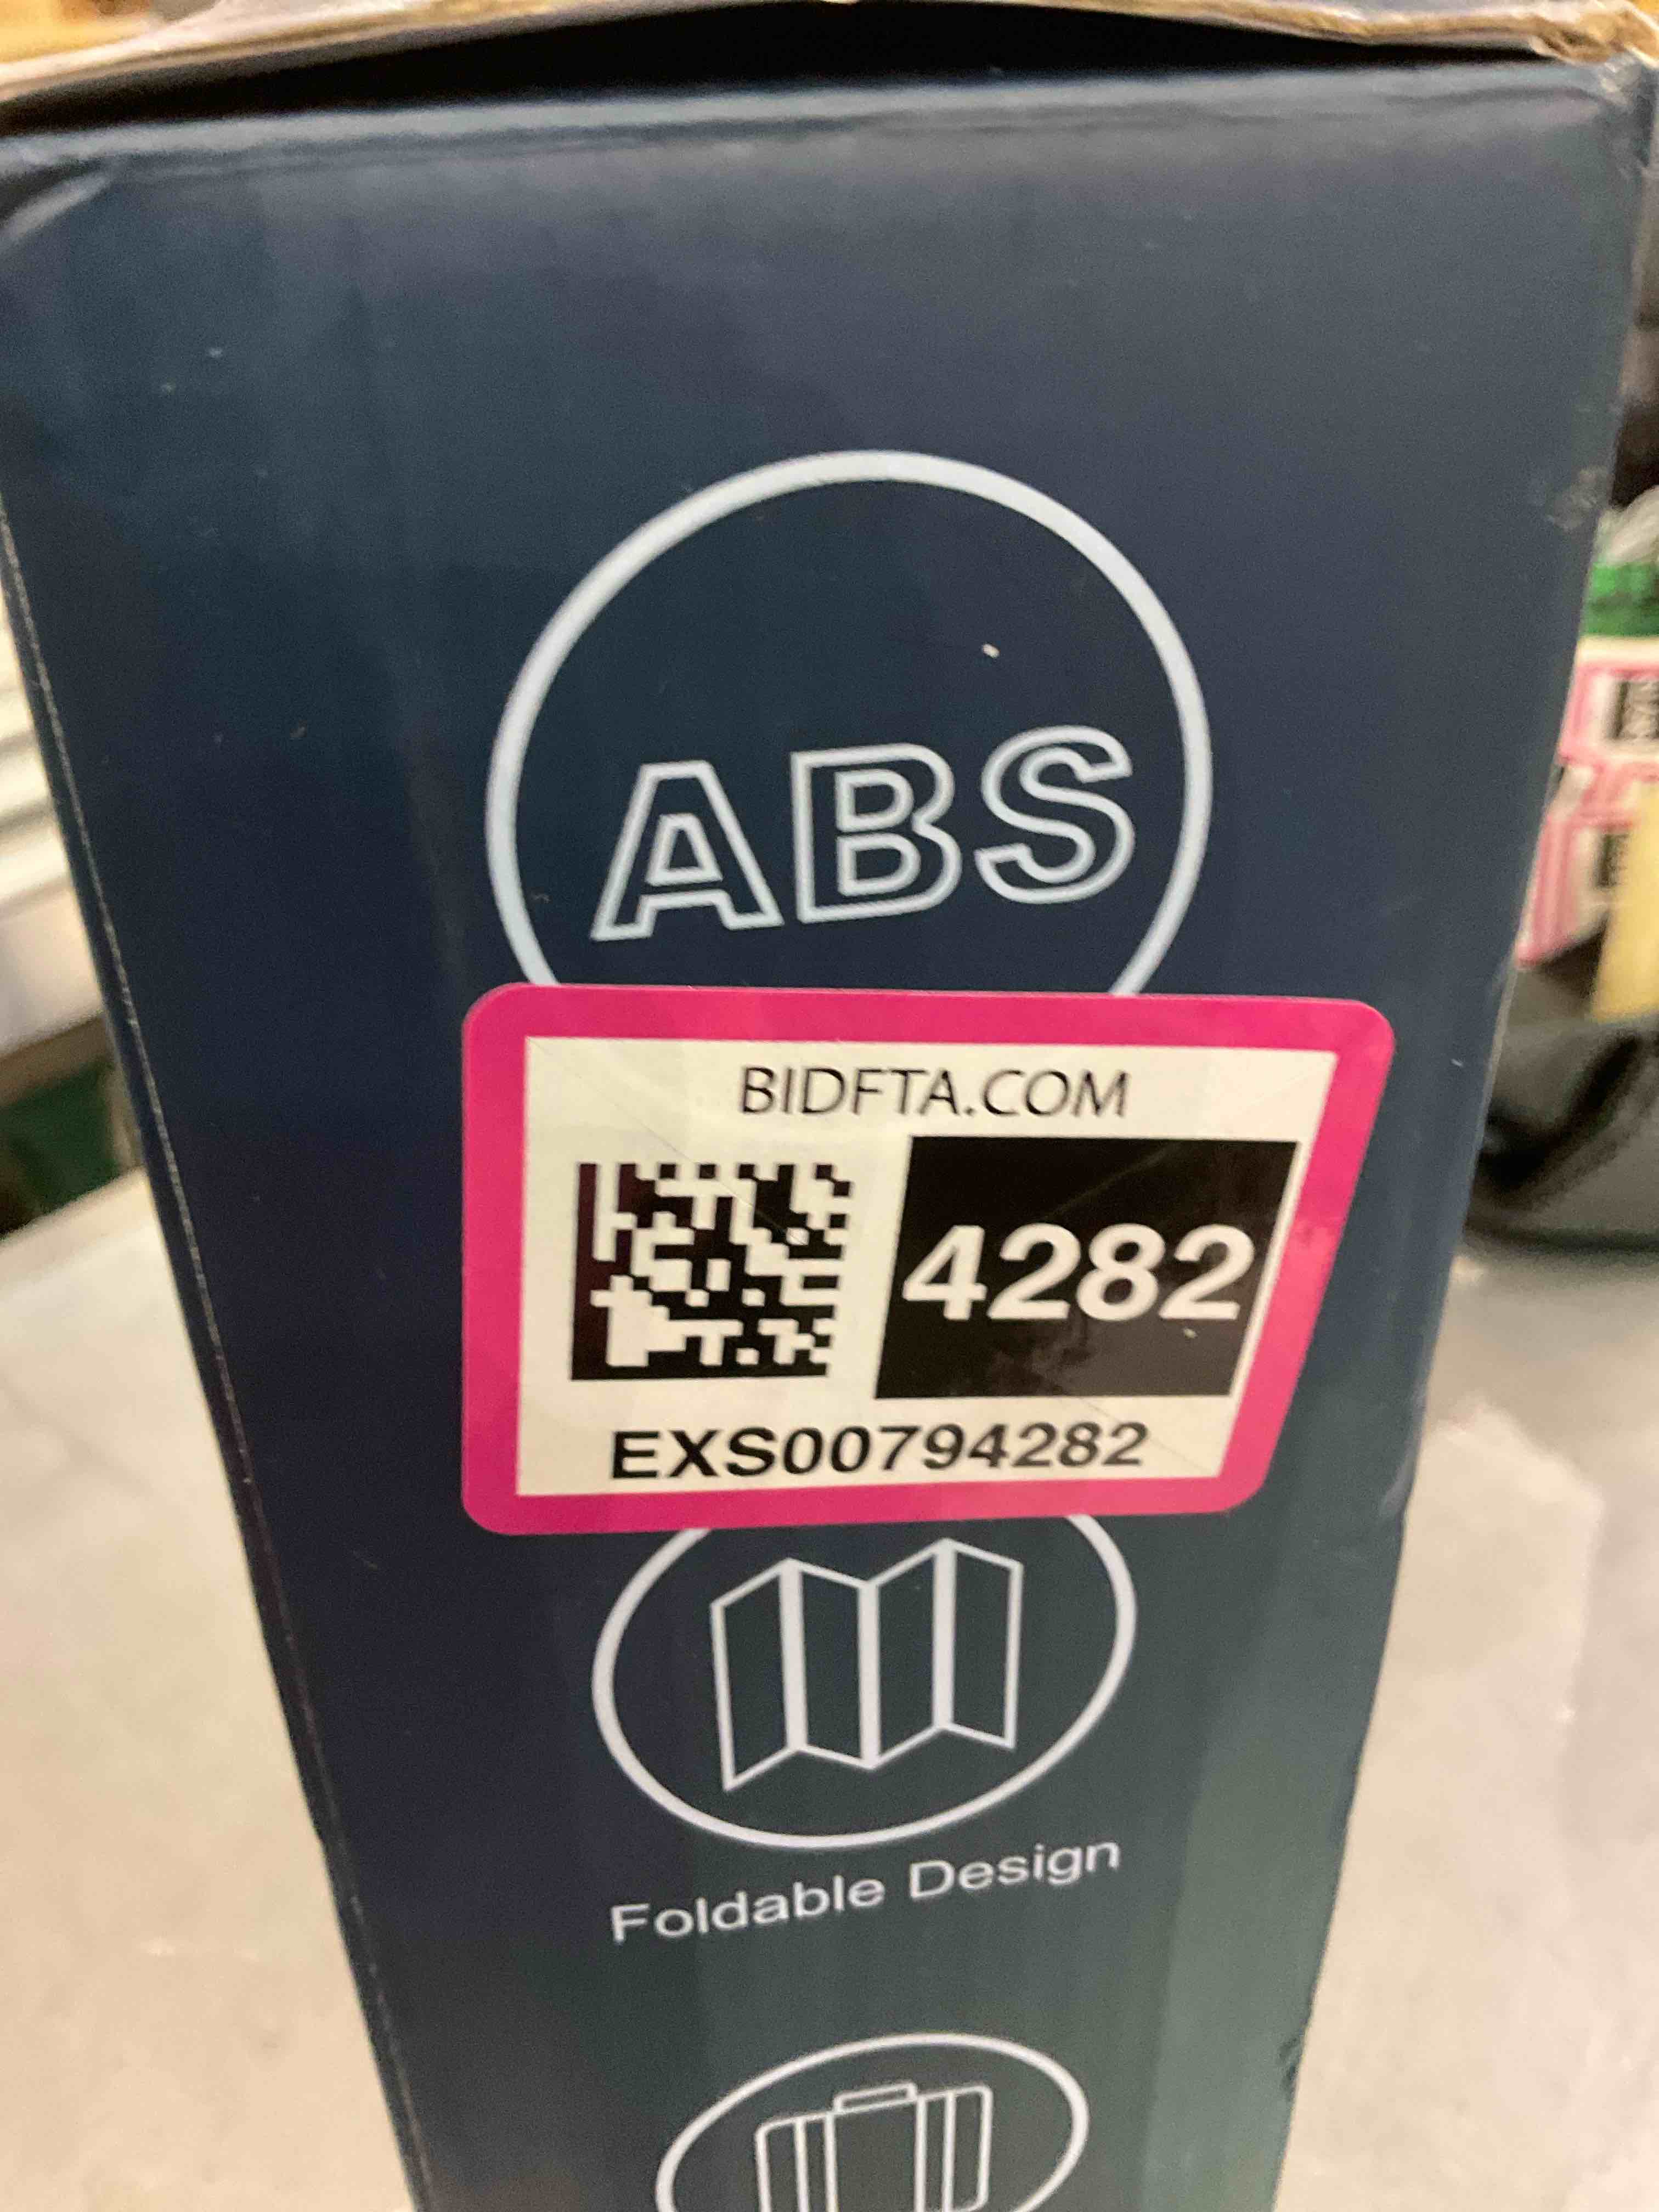 ABS
BIDFTA.COM
4282
EXS00794282
Foldable Design